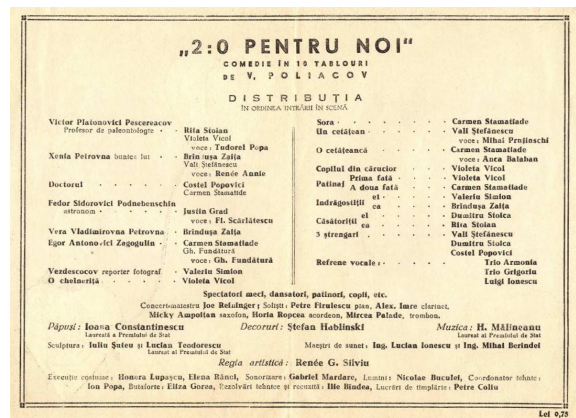 „2:0 PENTRU NOI"
COMEDIE ÎN 10 TABLOURI
DE V. POLIACOV
DISTRIBUȚIA
ÎN ORDINEA INTRĂRII ÎN SCENĂ
Victor Platonovici Pescereacov
Profesor de paleontologie · · Rita Stoian
Violeta Vicol
voce: Tudorel Popa
Xenia Petrovna bunica lui · · Brîndușa Zaița
Vali Ștefănescu
voce: Renée Annie
Doctorul · · · · · Costel Popovici
Carmen Stamatide
Fedor Sidorovici Podnebenschin
astronom · · · · · Justin Grad
voce: Fl. Scărlătescu
Vera Vladimirovna Petrovna · Brîndușa Zaița
Egor Antonovici Zagogulin · · Carmen Stamatiade
Gh. Fundătură
voce: Gh. Fundătură
Vezdescocov reporter fotograf · Valeriu Simion
O chelneriță · · · · · Violeta Vicol
Sora · · · · · · · Carmen Stamatiade
Un cetățean · · · · · · Vali Ștefănescu
voce: Mihai
O cetățeancă · · · · · Carmen Stamatiade
voce: Anca Balaban
Copilul din cărucior · · · · Violeta Vicol
Patinaj Prima fată · · · · Violeta Vicol
A doua fată · · · · Carmen Stamatiade
Indrăgostiții el · · · · Valeriu Simion
ea · · · · Brîndușa Zaița
Căsătoriții el · · · · Dumitru Stoica
ea · · · · Rita Stoian
3 ștrengari · · · · · · Vali Ștefănescu
Dumitru Stoica
Costel Popovici
Refrene vocale: · · · · · Trio Armonia
Trio Grigoriu
Luigi Ionescu
Spectatori meci, dansatori, patinori, copii, etc.
Concertomaestru Joe Reininger; Soliști: Petre Firulescu pian, Alex. Imre clarinet,
Micky Ampoițan saxofon, Horia Ropcea acordeon, Mircea Palade, trombon.
Păpuși: Ioana Constantinescu Decoruri: Ștefan Hablinski Muzica: H. Mălineanu
Laureată a Premiului de Stat Laureat al Premiului de Stat
Sculptura: Iuliu Șuteu și Lucian Teodorescu Maeștri de sunet: Ing. Lucian Ionescu și Ing. Mihai Berindei
Laureat al Premiului de Stat
Regia artistică: Renée G. Silviu
Execuție costume: Honora Lupașcu, Elena Bănci, Sonorizare: Gabriel Mardare, Lumini: Nicolae Buculei, Coordonator tehnic:
Ion Popa, Butaforie: Eliza Gorea, Rezolvări tehnice și recuzită: Ilie Bindea, Lucrări de tîmplărie: Petre Coliu
Lei 0,75